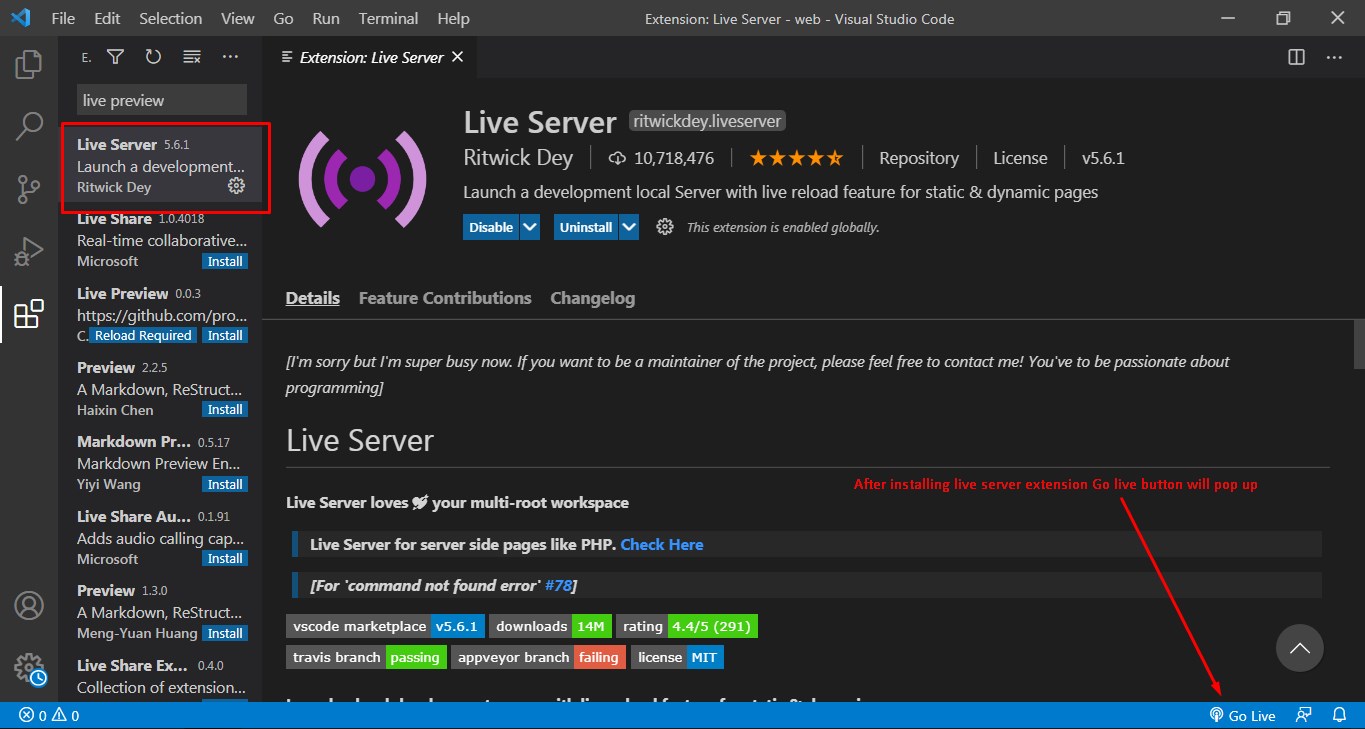 File Edit Selection View Go Run Terminal Help
Extension: Live Server - web - Visual Studio Code
E.
live preview
Live Server 5.6.1
Launch a development...
Ritwick Dey
Live Share 1.0.4018
Real-time collaborative...
Microsoft Install
Live Preview 0.0.3
https://github.com/pro...
C. Reload Required Install
Preview 2.2.5
A Markdown, ReStruct...
Haixin Chen Install
Markdown Pr... 0.5.17
Markdown Preview En...
Yiyi Wang Install
Live Share Au... 0.1.91
Adds audio calling cap...
Microsoft Install
Preview 1.3.0
A Markdown, ReStruct...
Meng-Yuan Huang Install
Live Share Ex... 0.4.0
Collection of extension...
Extension: Live Server
Live Server ritwickdey.liveserver
Ritwick Dey 10,718,476 Repository License v5.6.1
Launch a development local Server with live reload feature for static & dynamic pages
Disable Uninstall This extension is enabled globally.
Details Feature Contributions Changelog
[I'm sorry but I'm super busy now. If you want to be a maintainer of the project, please feel free to contact me! You've to be passionate about
programming]
Live Server
After installing live server extension Go live button will pop up
Live Server loves your multi-root workspace
Live Server for server side pages like PHP. Check Here
[For `command not found error` #78]
vscode marketplace v5.6.1 downloads 14M rating 4.4/5 (291)
travis branch passing appveyor branch failing license MIT
0 0 Go Live